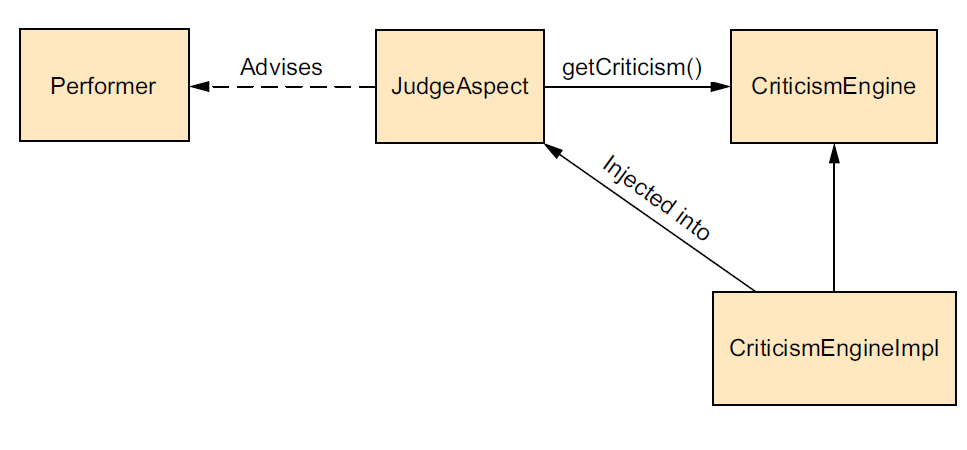 Performer
Advises
JudgeAspect
getCriticism()
CriticismEngine
Injected into
CriticismEngineImpl